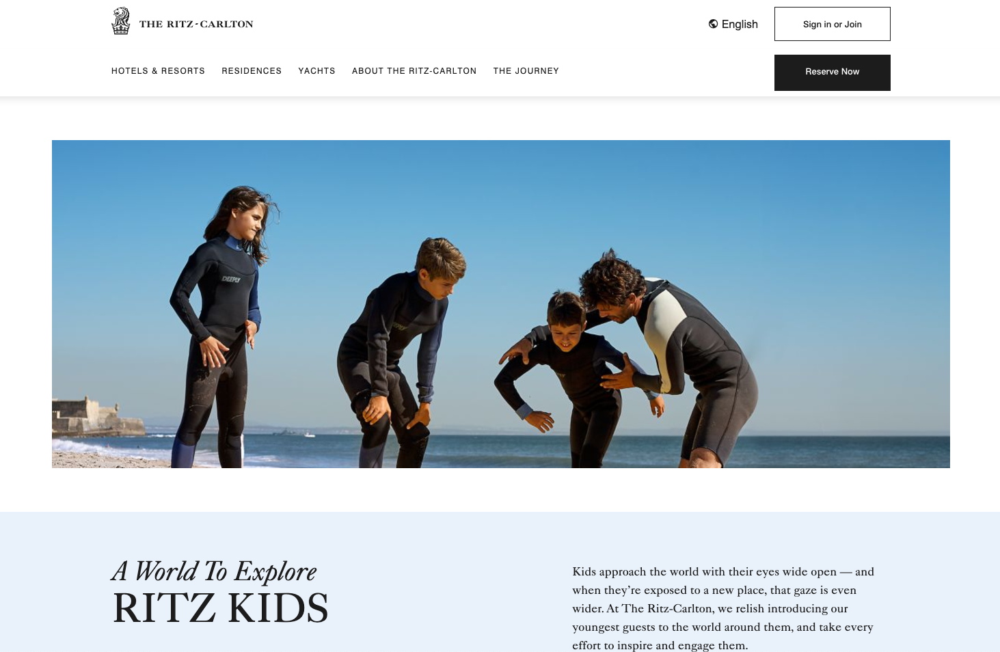 THE RITZ-CARLTON
English
Sign in or Join
HOTELS & RESORTS RESIDENCES YACHTS ABOUT THE RITZ-CARLTON THE JOURNEY
Reserve Now
DEEPLY
A World To Explore
RITZ KIDS
Kids approach the world with their eyes wide open — and
when they’re exposed to a new place, that gaze is even
wider. At The Ritz-Carlton, we relish introducing our
youngest guests to the world around them, and take every
effort to inspire and engage them.